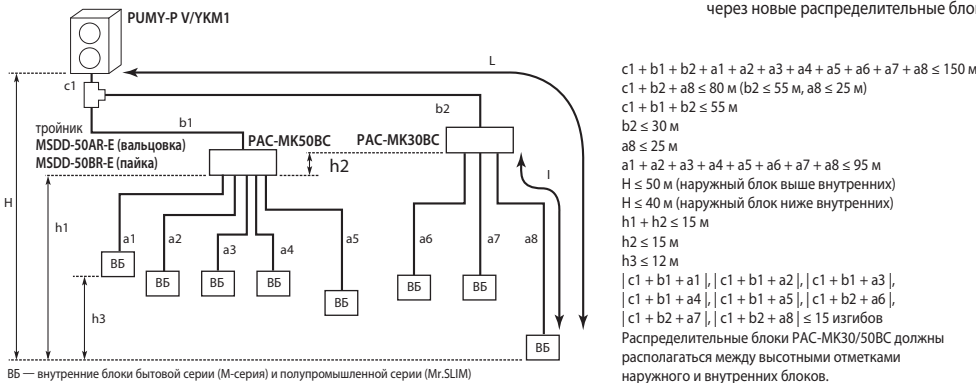 PUMY-P V/YKM1
через новые распределительные бло
L
c1
b2
тройник
MSDD-50AR-E (вальцовка)
MSDD-50BR-E (пайка)
b1
PAC-MK50BC
PAC-MK30BC
h2
I
H
h1
a1
a2
a3
a4
a5
a6
a7
a8
ВБ
ВБ
ВБ
ВБ
ВБ
ВБ
ВБ
ВБ
h3
ВБ — внутренние блоки бытовой серии (М-серия) и полупромышленной серии (Mr.SLIM)
c1 + b1 + b2 + a1 + a2 + a3 + a4 + a5 + a6 + a7 + a8 ≤ 150 м
c1 + b2 + a8 ≤ 80 м (b2 ≤ 55 м, a8 ≤ 25 м)
c1 + b1 + b2 ≤ 55 м
b2 ≤ 30 м
a8 ≤ 25 м
a1 + a2 + a3 + a4 + a5 + a6 + a7 + a8 ≤ 95 м
H ≤ 50 м (наружный блок выше внутренних)
H ≤ 40 м (наружный блок ниже внутренних)
h1 + h2 ≤ 15 м
h2 ≤ 15 м
h3 ≤ 12 м
| c1 + b1 + a1 |, | c1 + b1 + a2 |, | c1 + b1 + a3 |,
| c1 + b1 + a4 |, | c1 + b1 + a5 |, | c1 + b2 + a6 |,
| c1 + b2 + a7 |, | c1 + b2 + a8 | ≤ 15 изгибов
Распределительные блоки PAC-MK30/50BC должны
располагаться между высотными отметками
наружного и внутренних блоков.